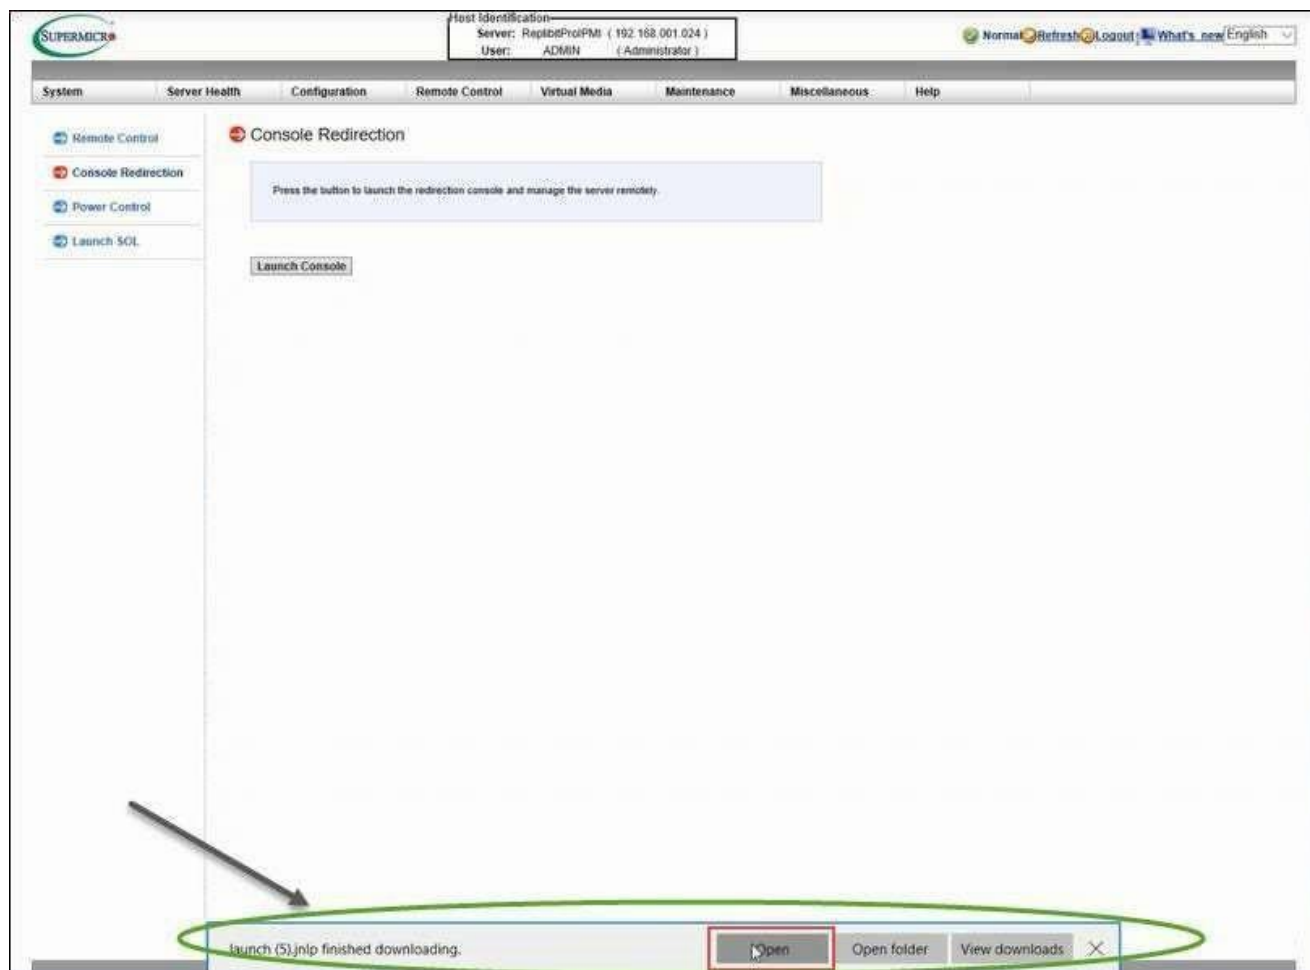 SUPERMICR
Host Identification
Server: ReplibitProIPMI ( 192.168.001.024 )
User: ADMIN ( Administrator )
Normal Refresh Logout What's new English
System Server Health Configuration Remote Control Virtual Media Maintenance Miscellaneous Help
Remote Control
Console Redirection
Power Control
Launch SOL
Console Redirection
Press the button to launch the redirection console and manage the server remotely.
Launch Console
launch (5).jnlp finished downloading. Open Open folder View downloads